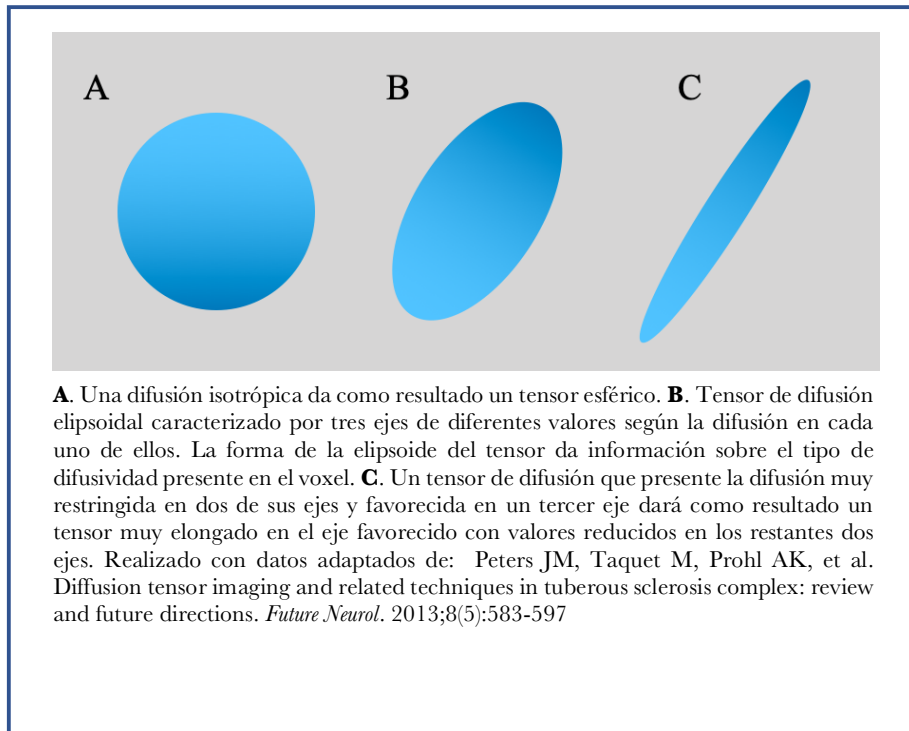 A B C
A. Una difusión isotrópica da como resultado un tensor esférico. B. Tensor de difusión
elipsoidal caracterizado por tres ejes de diferentes valores según la difusión en cada
uno de ellos. La forma de la elipsoide del tensor da información sobre el tipo de
difusividad presente en el voxel. C. Un tensor de difusión que presente la difusión muy
restringida en dos de sus ejes y favorecida en un tercer eje dará como resultado un
tensor muy elongado en el eje favorecido con valores reducidos en los restantes dos
ejes. Realizado con datos adaptados de: Peters JM, Taquet M, Prohl AK, et al.
Diffusion tensor imaging and related techniques in tuberous sclerosis complex: review
and future directions. Future Neurol. 2013;8(5):583-597